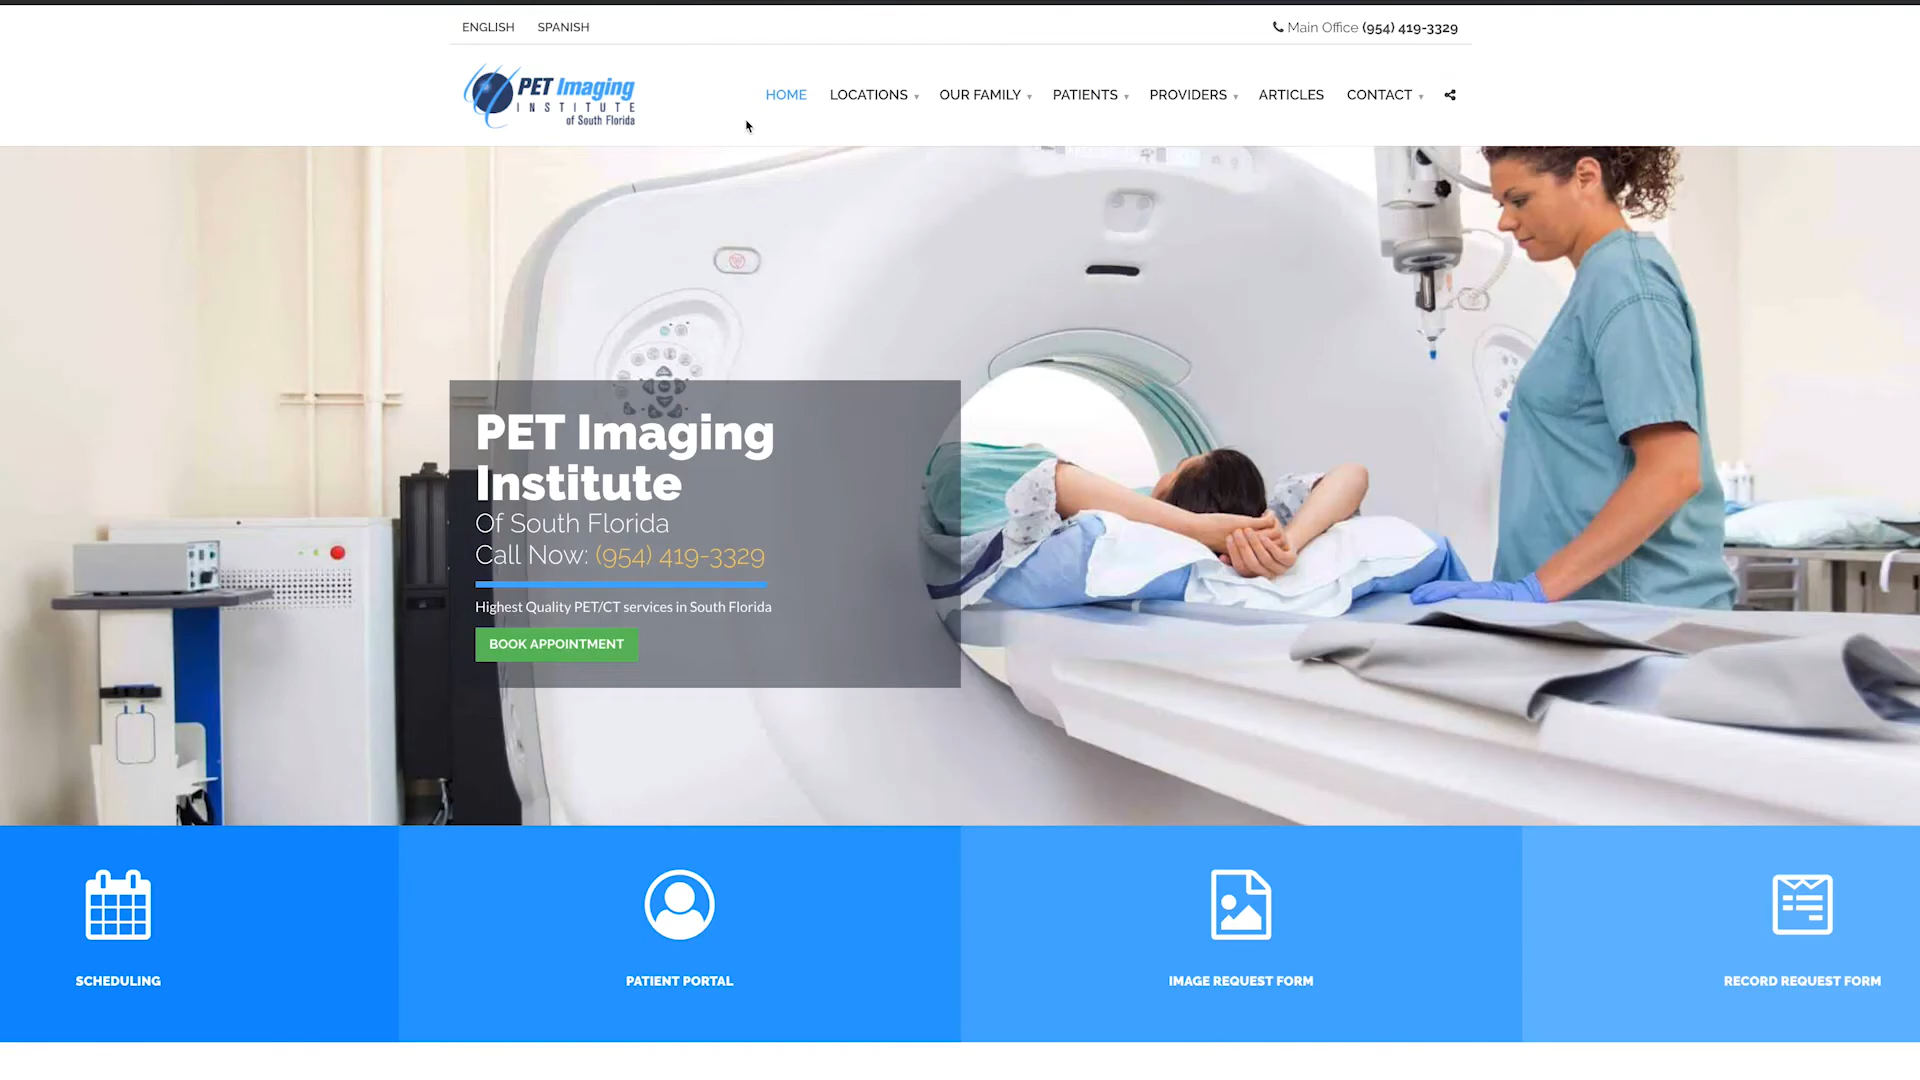 ENGLISH SPANISH
Main Office (954) 419-3329
PET Imaging
INSTITUTE
of South Florida
HOME LOCATIONS OUR FAMILY PATIENTS PROVIDERS ARTICLES CONTACT
PET Imaging
Institute
Of South Florida
Call Now: (954) 419-3329
Highest Quality PET/CT services in South Florida
BOOK APPOINTMENT
SCHEDULING
PATIENT PORTAL
IMAGE REQUEST FORM
RECORD REQUEST FORM